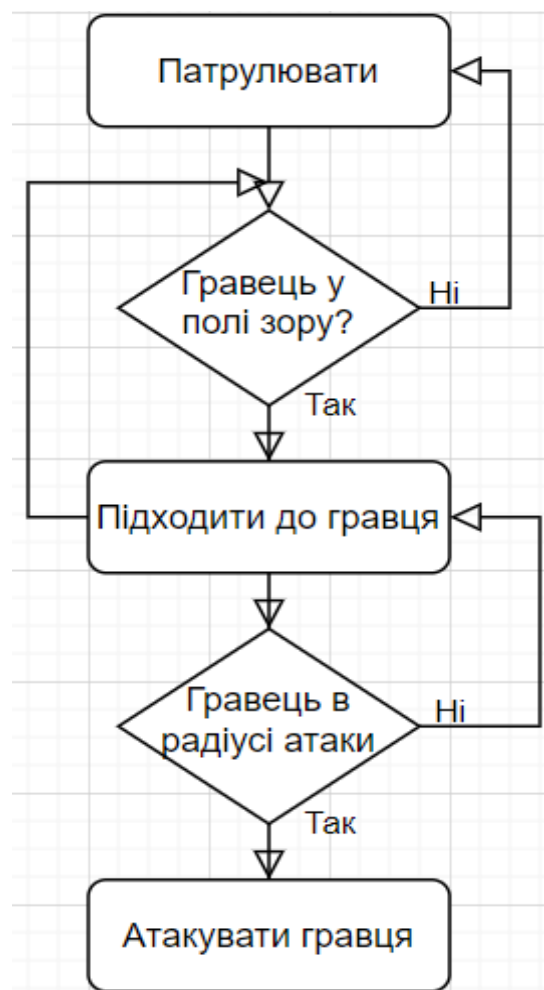 Патрулювати
Гравець у
полі зору?
Ні
Так
Підходити до гравця
Гравець в
радіусі атаки
Ні
Так
Атакувати гравця